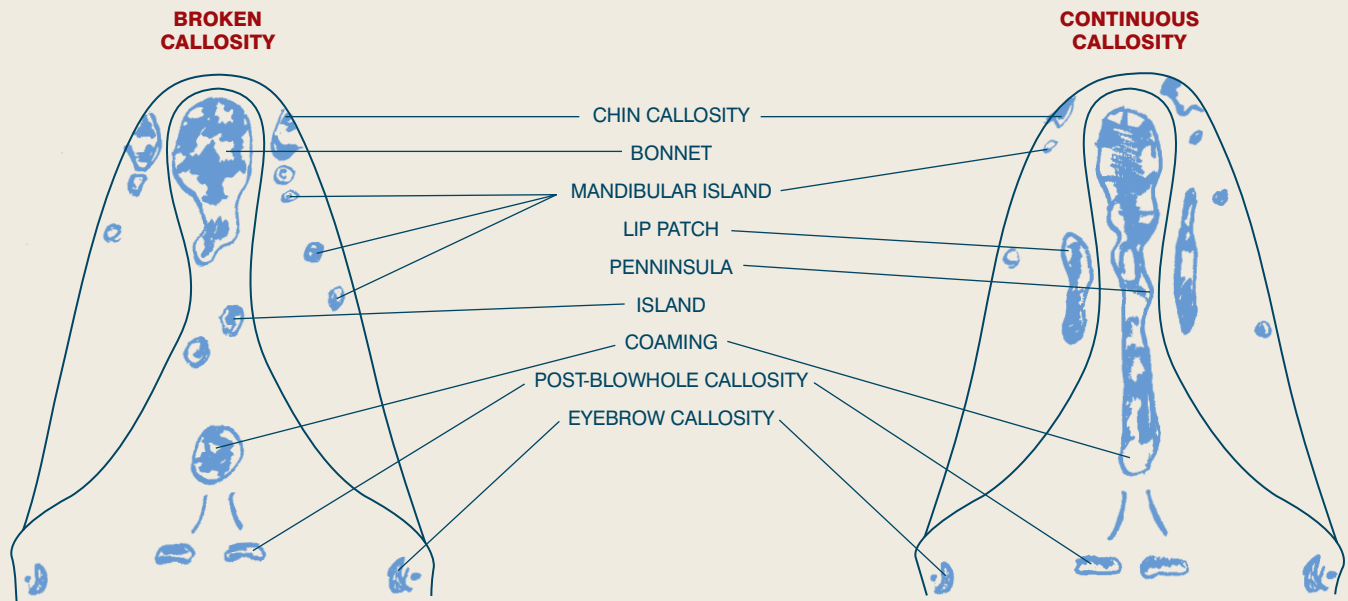 BROKEN
CALLOSITY
CONTINUOUS
CALLOSITY
CHIN CALLOSITY
BONNET
MANDIBULAR ISLAND
LIP PATCH
PENNINSULA
ISLAND
COAMING
POST-BLOWHOLE CALLOSITY
EYEBROW CALLOSITY